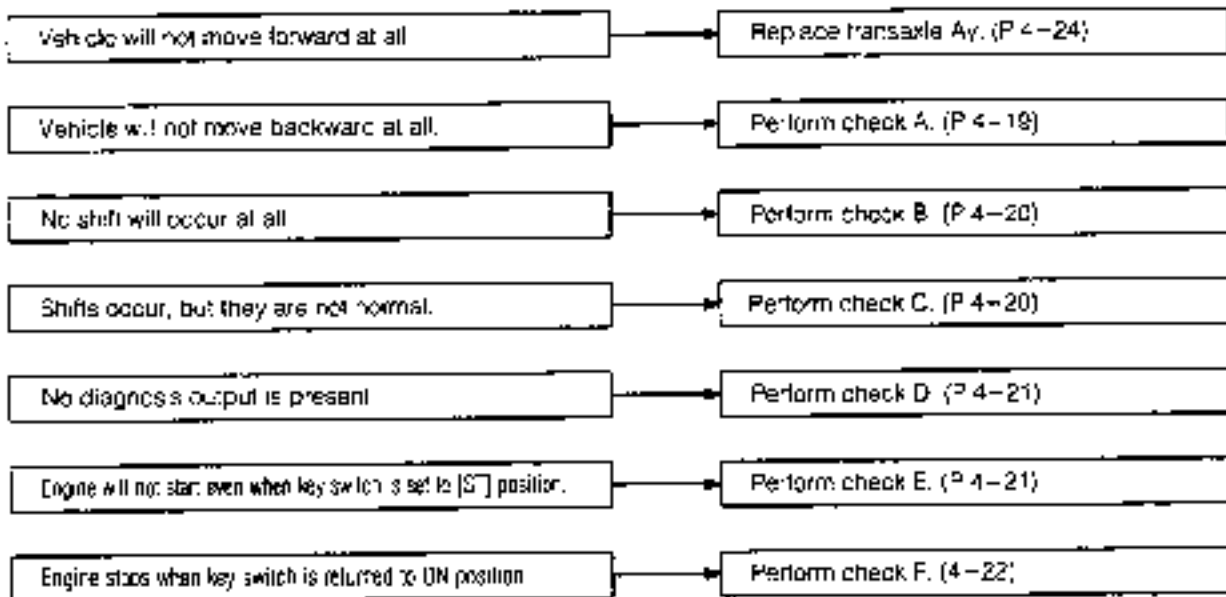 Vehicle will not move forward at all
Replace transaxle Ay. (P 4-24)
Vehicle will not move backward at all.
Perform check A. (P 4-19)
No shift will occur at all
Perform check B. (P 4-20)
Shifts occur, but they are not normal.
Perform check C. (P 4-20)
No diagnosis output is present
Perform check D. (P 4-21)
Engine will not start even when key switch is set to [ST] position.
Perform check E. (P 4-21)
Engine stops when key switch is returned to ON position
Perform check F. (4-22)